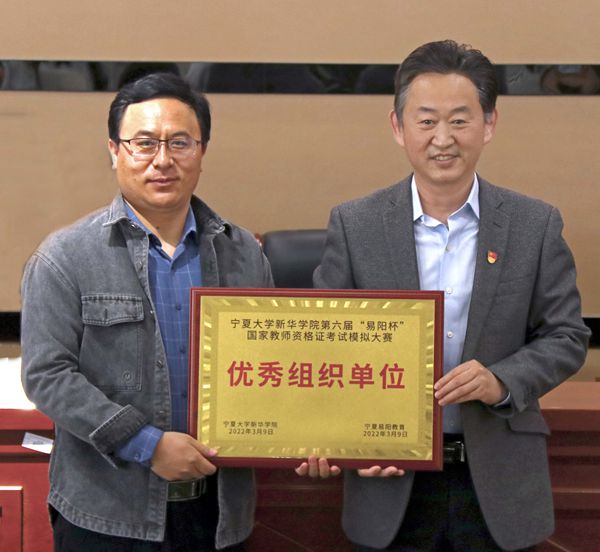 宁夏大学新华学院第六届“易阳杯”
国家教师资格证考试模拟大赛
优秀组织单位
宁夏大学新华学院
2022年3月9日
宁夏易阳教育
2022年3月9日